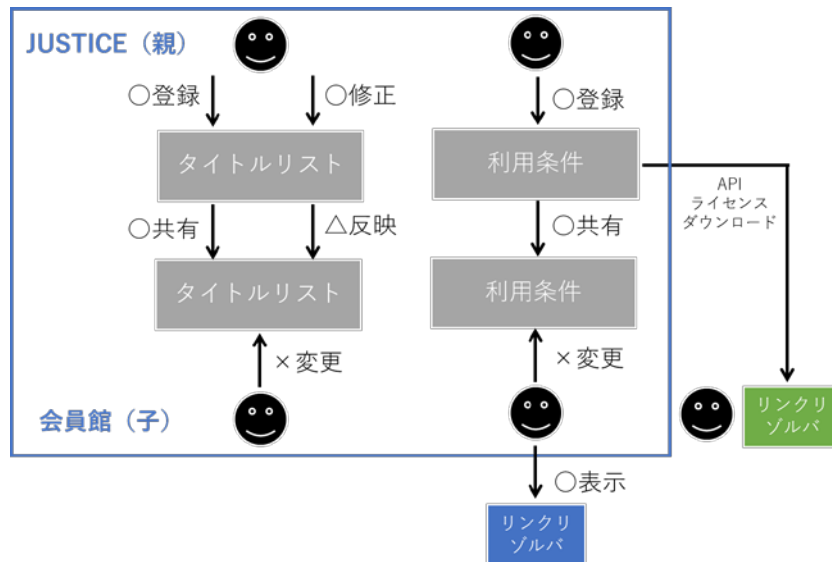 JUSTICE（親）
○登録
○修正
○登録
タイトルリスト
利用条件
API
ライセンス
ダウンロード
○共有
△反映
○共有
タイトルリスト
利用条件
×変更
×変更
会員館（子）
リンクリ
ゾルバ
○表示
リンクリ
ゾルバ